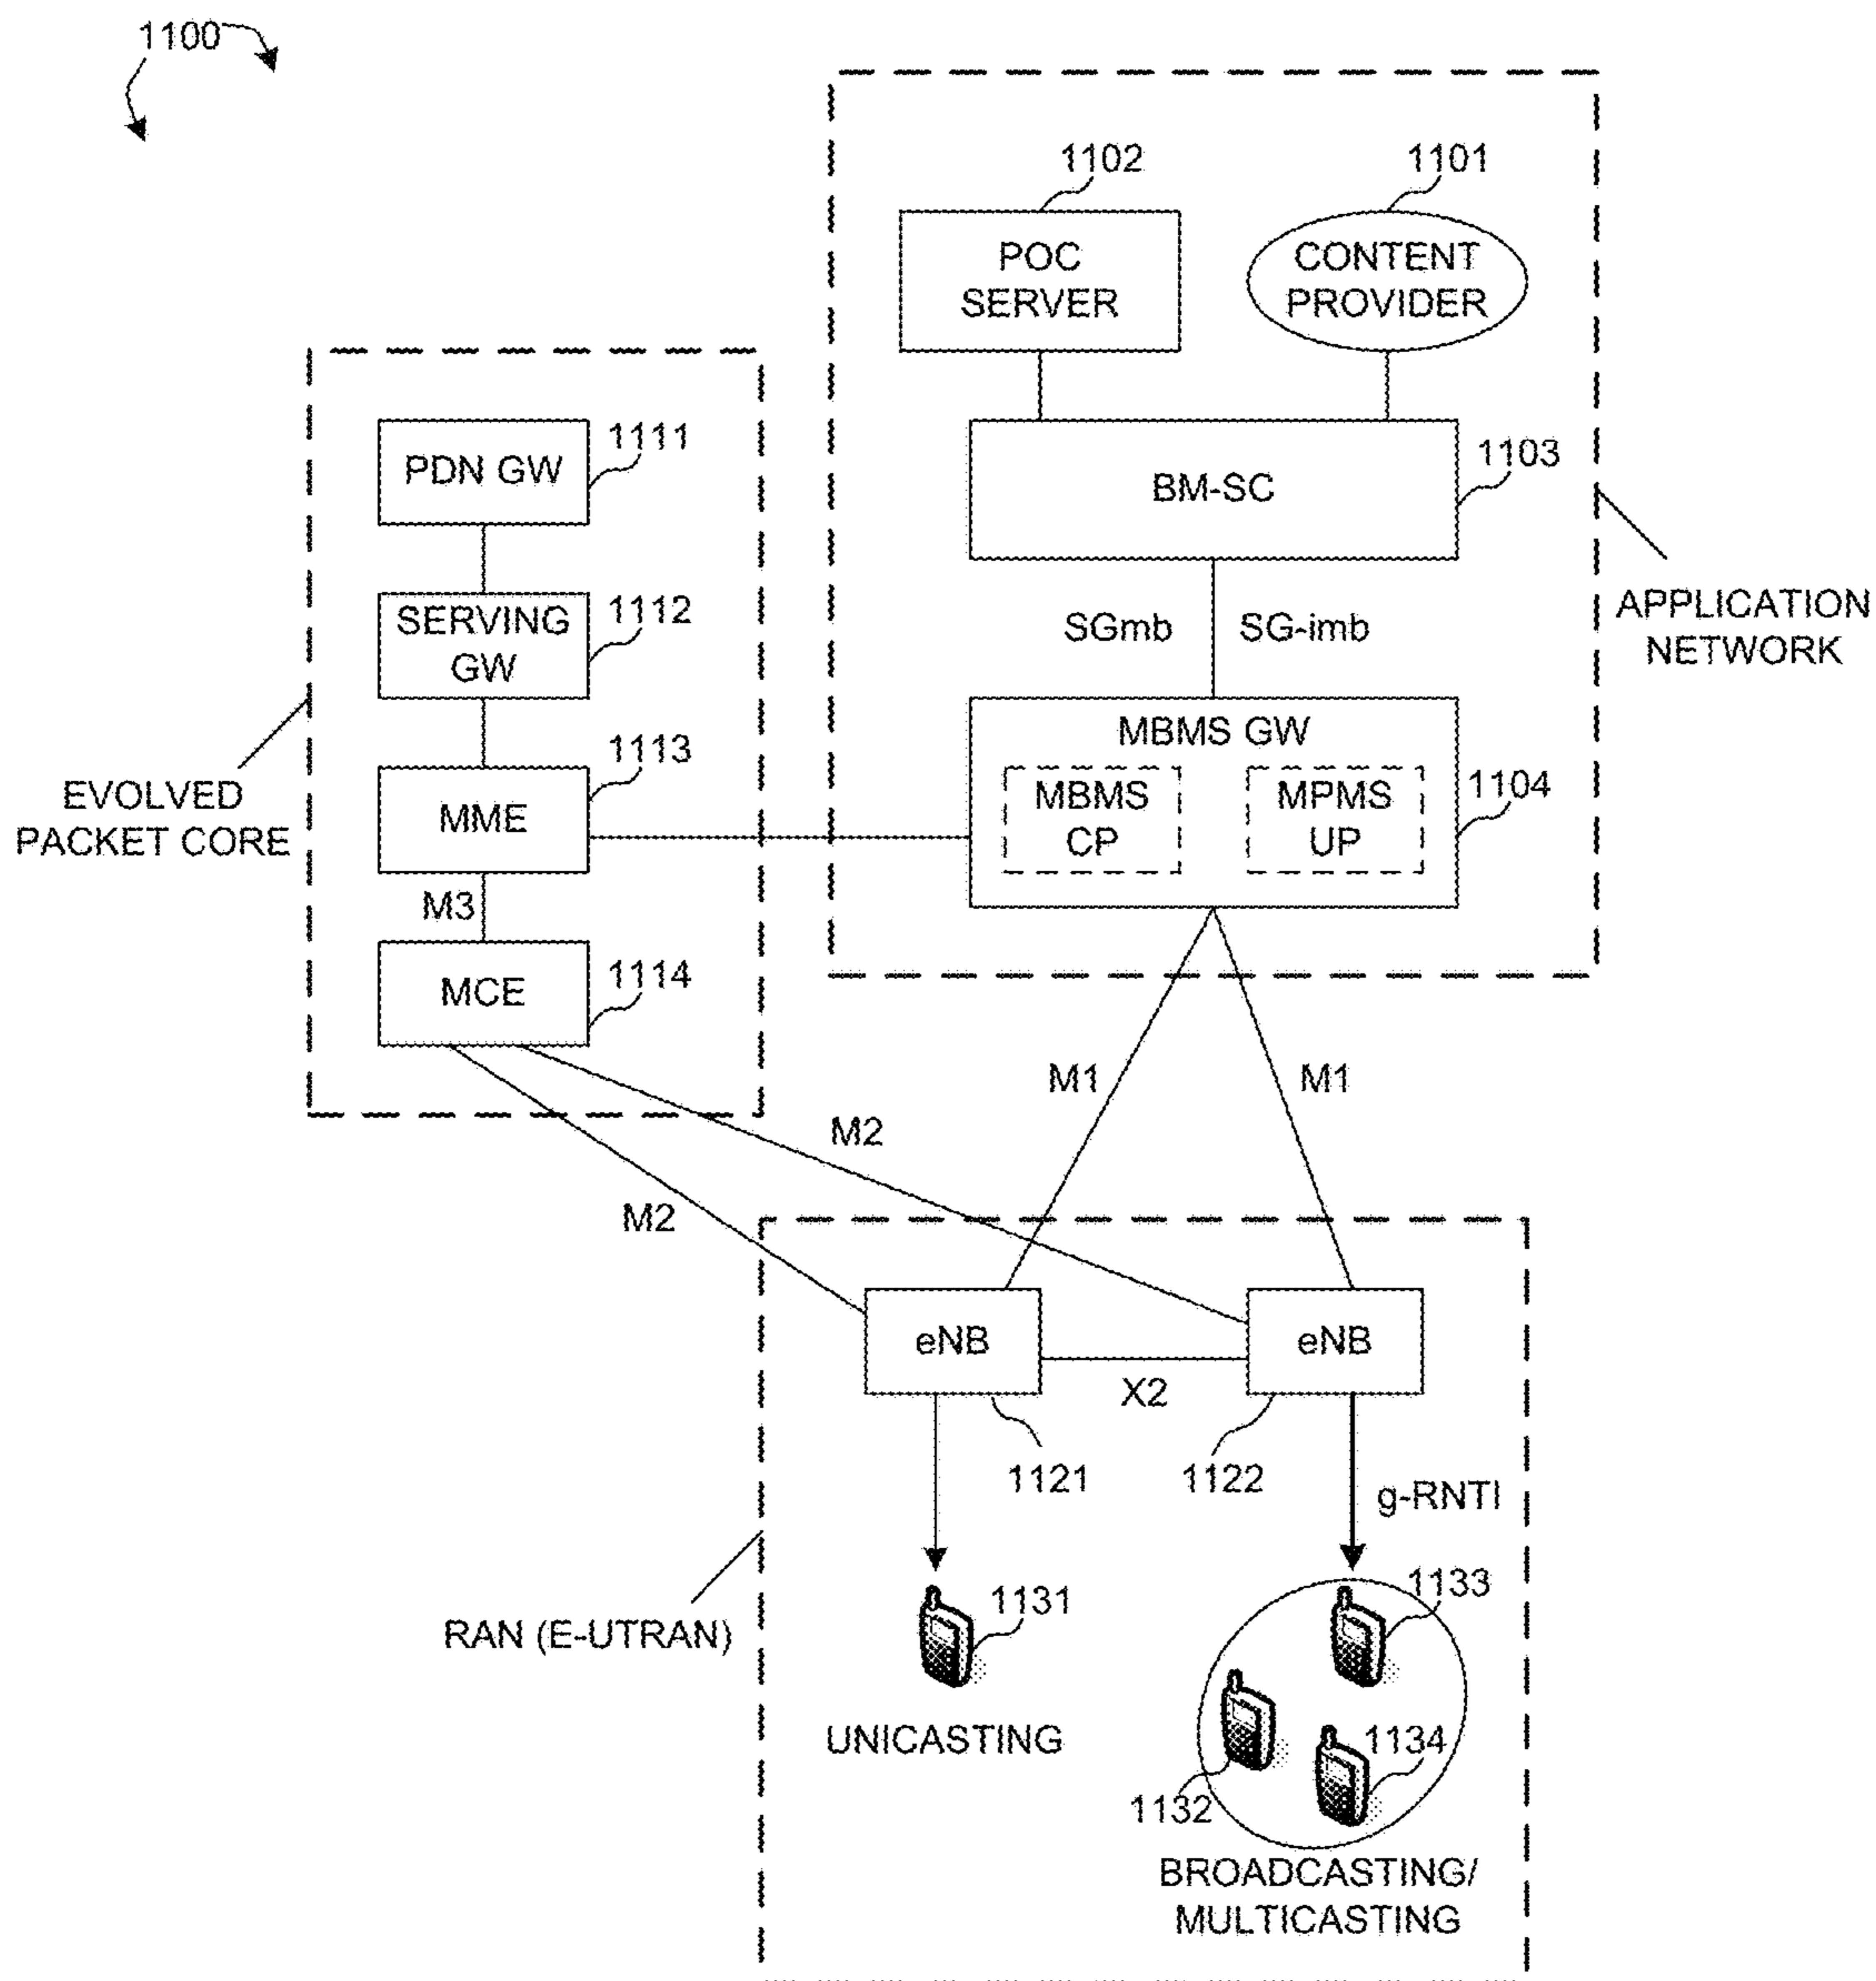 1100
1102
1101
POC
SERVER
CONTENT
PROVIDER
1103
BM-SC
SGmb
SG-imb
APPLICATION
NETWORK
MBMS GW
MBMS
CP
MPMS
UP
1104
PDN GW
1111
SERVING
GW
1112
1113
MME
EVOLVED
PACKET CORE
M3
MCE
1114
M1
M1
M2
M2
eNB
eNB
X2
1121
1122
g-RNTI
1131
1133
RAN (E-UTRAN)
UNICASTING
1134
1132
BROADCASTING/
MULTICASTING